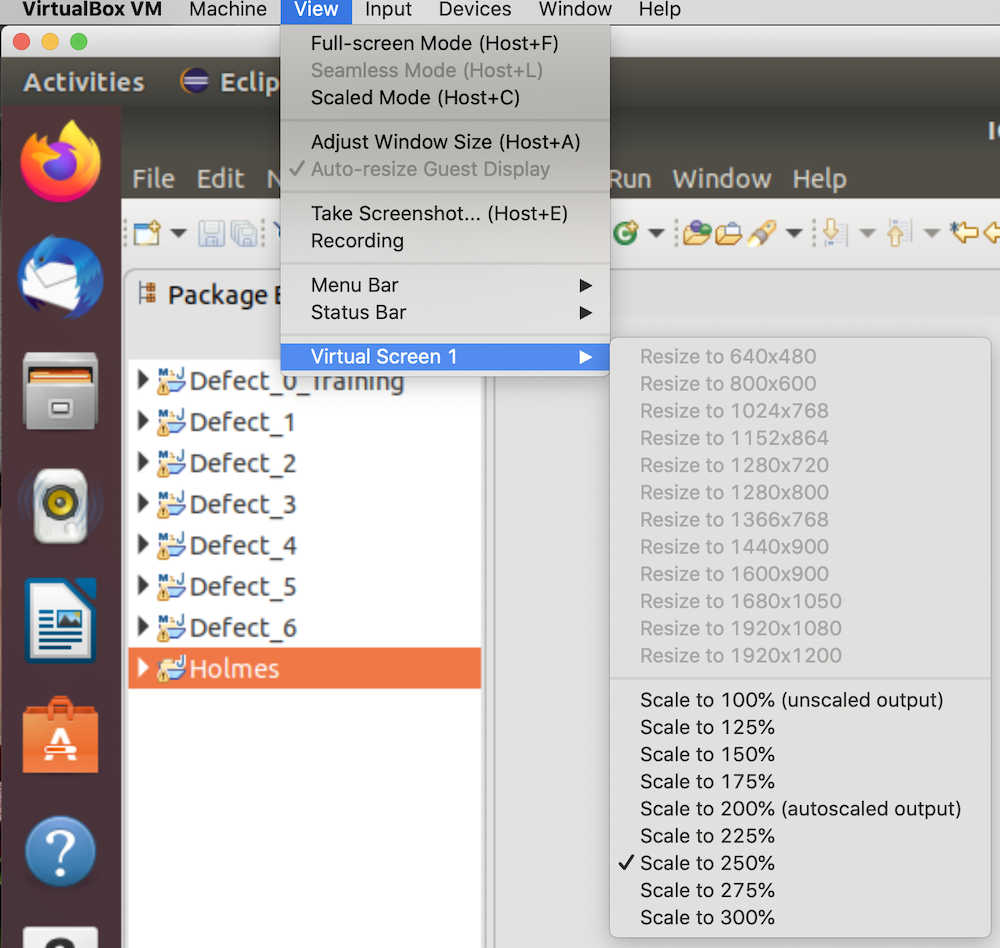 VirtualBox VM Machine View Input Devices Window Help
Full-screen Mode (Host+F)
Seamless Mode (Host+L)
Scaled Mode (Host+C)
Adjust Window Size (Host+A)
✓ Auto-resize Guest Display
Take Screenshot... (Host+E)
Recording
Menu Bar
Status Bar
Virtual Screen 1
Resize to 640x480
Resize to 800x600
Resize to 1024x768
Resize to 1152x864
Resize to 1280x720
Resize to 1280x800
Resize to 1366x768
Resize to 1440x900
Resize to 1600x900
Resize to 1680x1050
Resize to 1920x1080
Resize to 1920x1200
Scale to 100% (unscaled output)
Scale to 125%
Scale to 150%
Scale to 175%
Scale to 200% (autoscaled output)
Scale to 225%
✓ Scale to 250%
Scale to 275%
Scale to 300%
Activities Eclip
File Edit N Run Window Help
Package E
Defect_0_Training
Defect_1
Defect_2
Defect_3
Defect_4
Defect_5
Defect_6
Holmes